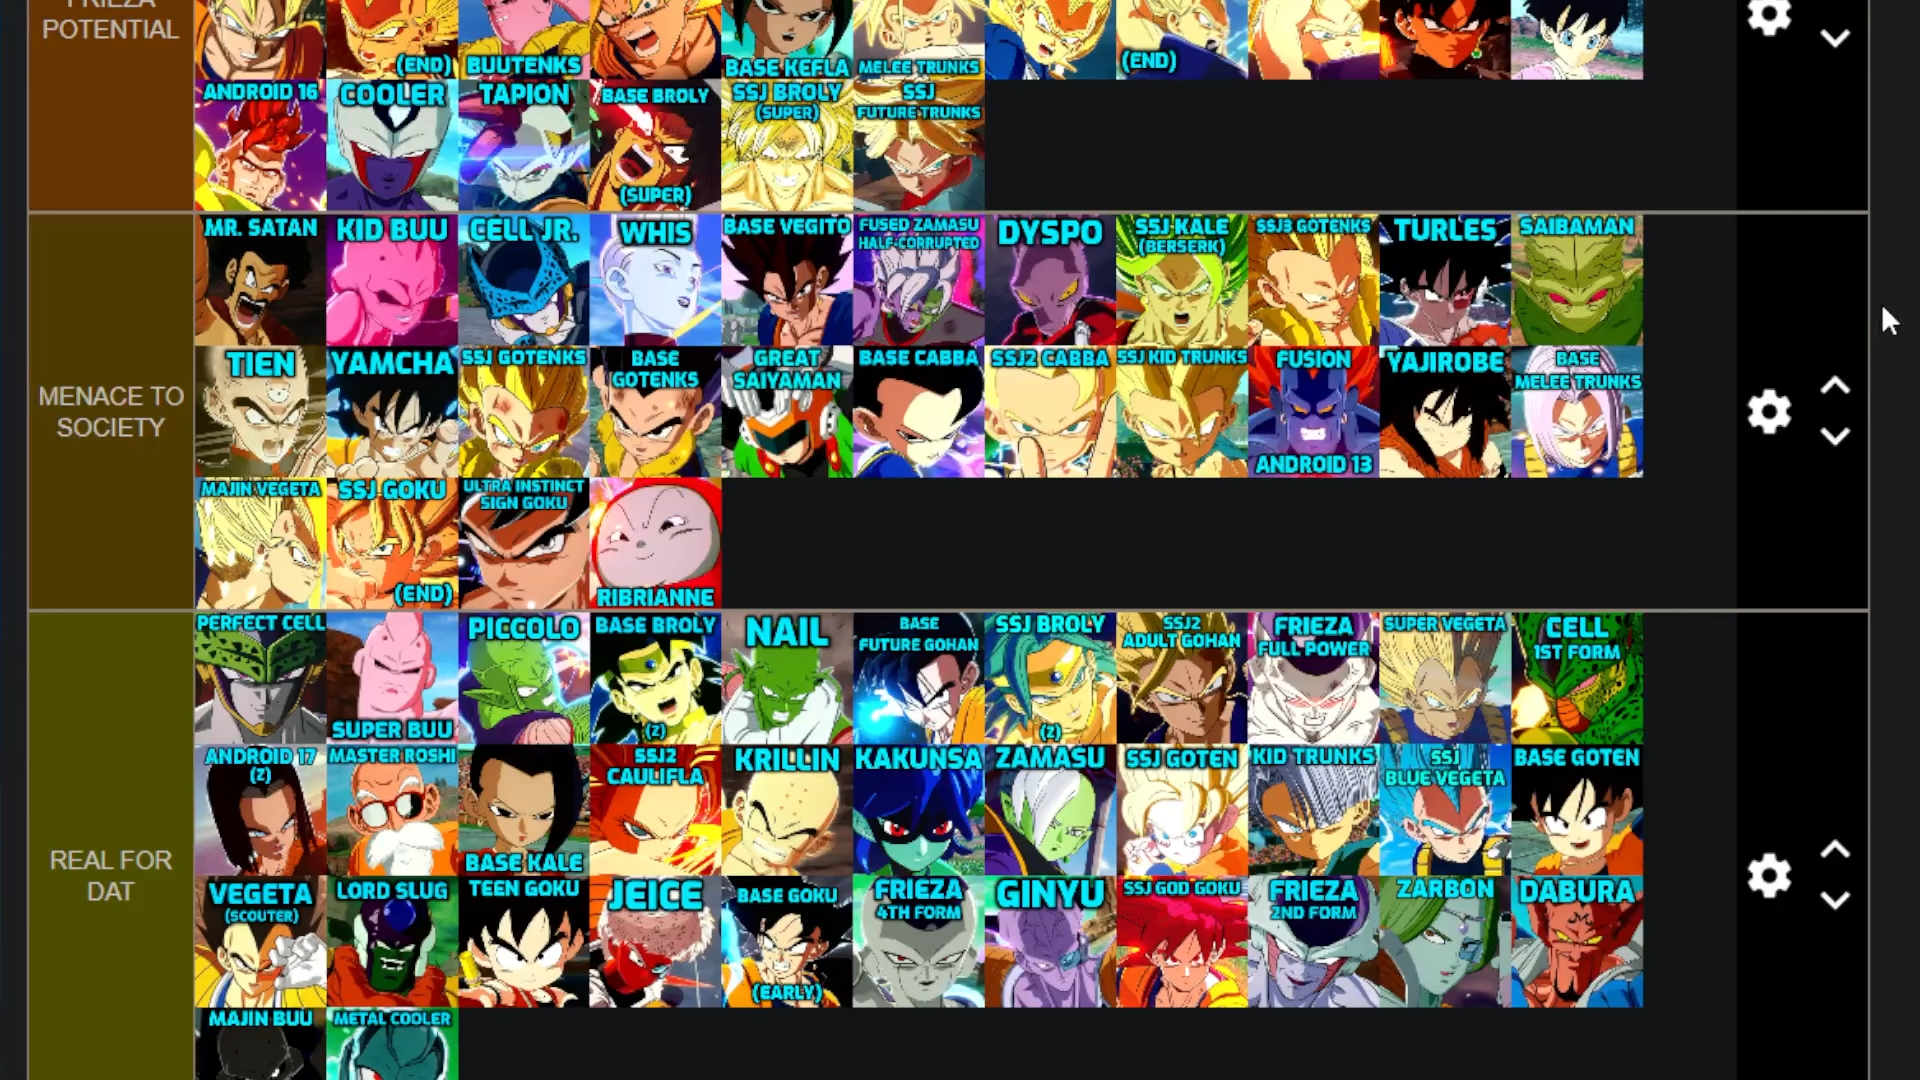 FRIEZA
POTENTIAL
(END)
BUUTENKS
BASE KEFLA
MELEE TRUNKS
(END)
ANDROID 16
COOLER
TAPION
BASE BROLY
(SUPER)
SSJ BROLY
(SUPER)
SSJ
FUTURE TRUNKS
MENACE TO
SOCIETY
MR. SATAN
KID BUU
CELL JR.
WHIS
BASE VEGITO
FUSED ZAMASU
HALF-CORRUPTED
DYSPO
SSJ KALE
(BERSERK)
SSJ3 GOTENKS
TURLES
SAIBAMAN
TIEN
YAMCHA
SSJ GOTENKS
BASE
GOTENKS
GREAT
SAIYAMAN
BASE CABBA
SSJ2 CABBA
SSJ KID TRUNKS
FUSION
ANDROID 13
YAJIROBE
BASE
MELEE TRUNKS
MAJIN VEGETA
SSJ GOKU
(END)
ULTRA INSTINCT
SIGN GOKU
RIBRIANNE
REAL FOR
DAT
PERFECT CELL
SUPER BUU
PICCOLO
BASE BROLY
(Z)
NAIL
BASE
FUTURE GOHAN
SSJ BROLY
(Z)
SSJ2
ADULT GOHAN
FRIEZA
FULL POWER
SUPER VEGETA
CELL
1ST FORM
ANDROID 17
(Z)
MASTER ROSHI
BASE KALE
SSJ2
CAULIFLA
KRILLIN
KAKUNSA
ZAMASU
SSJ GOTEN
KID TRUNKS
SSJ
BLUE VEGETA
BASE GOTEN
VEGETA
(SCOUTER)
LORD SLUG
TEEN GOKU
JEICE
BASE GOKU
(EARLY)
FRIEZA
4TH FORM
GINYU
SSJ GOD GOKU
FRIEZA
2ND FORM
ZARBON
DABURA
MAJIN BUU
METAL COOLER